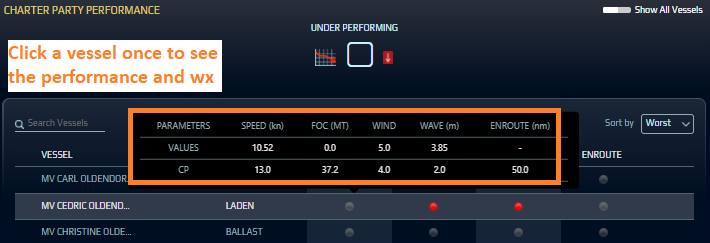 CHARTER PARTY PERFORMANCE
Show All Vessels
UNDER PERFORMING
Click a vessel once to see
the performance and wx
Search Vessels
Sort by Worst
PARAMETERS SPEED (kn) FOC (MT) WIND WAVE (m) ENROUTE (nm)
VALUES 10.52 0.0 5.0 3.85 -
CP 13.0 37.2 4.0 2.0 50.0
VESSEL ENROUTE
MV CARL OLDENDOR...
MV CEDRIC OLDEND... LADEN
MV CHRISTINE OLDE... BALLAST